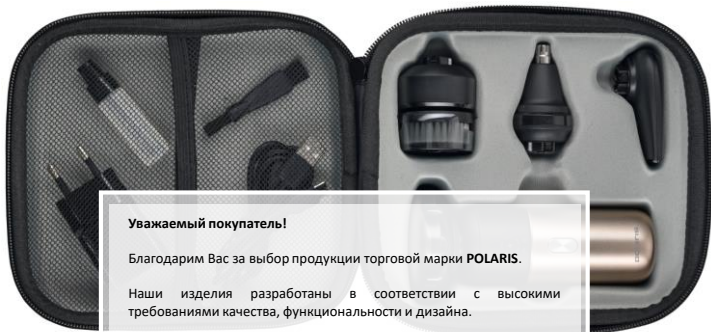 Уважаемый покупатель!
Благодарим Вас за выбор продукции торговой марки POLARIS.
Наши изделия разработаны в соответствии с высокими
требованиями качества, функциональности и дизайна.